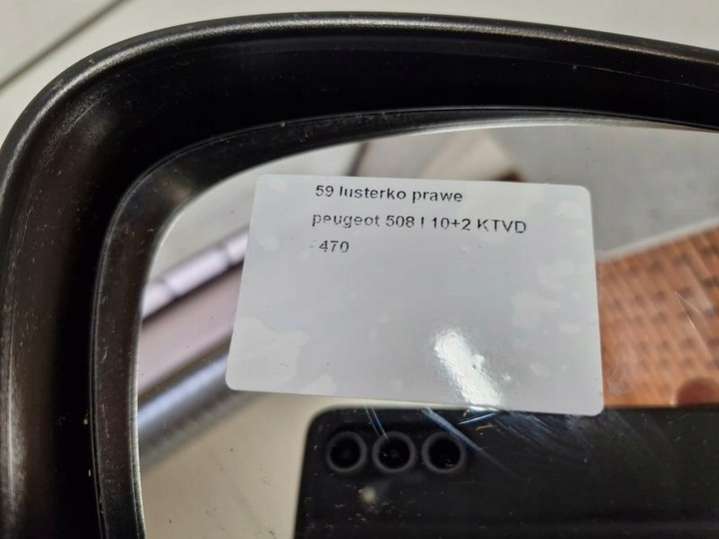 59 lusterko prawe
peugeot 508 I 10+2 KTVD
470